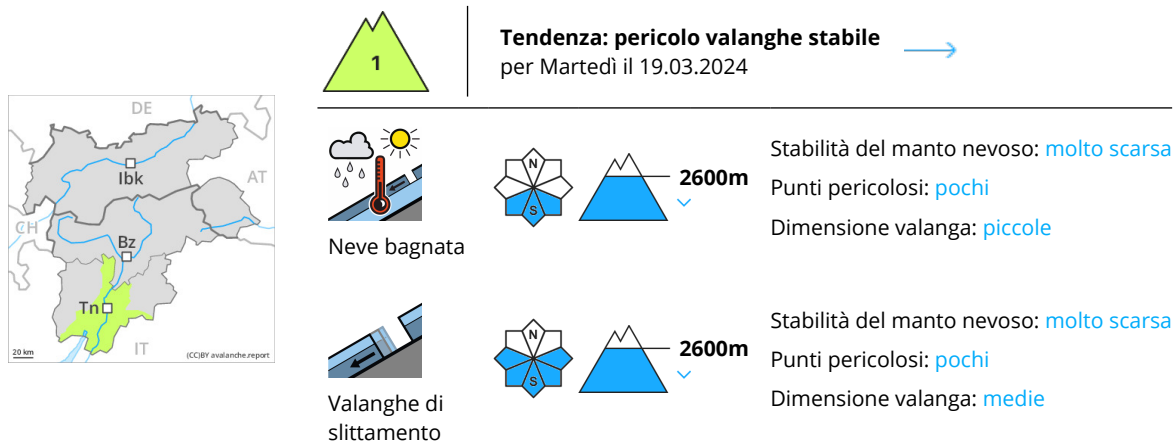 1
Tendenza: pericolo valanghe stabile
per Martedì il 19.03.2024
DE
Ibk
AT
CH
Bz
Tn
IT
20 km
(CC)BY avalanche.report
N
S
2600m
Neve bagnata
Stabilità del manto nevoso: molto scarsa
Punti pericolosi: pochi
Dimensione valanga: piccole
N
S
2600m
Valanghe di
slittamento
Stabilità del manto nevoso: molto scarsa
Punti pericolosi: pochi
Dimensione valanga: medie